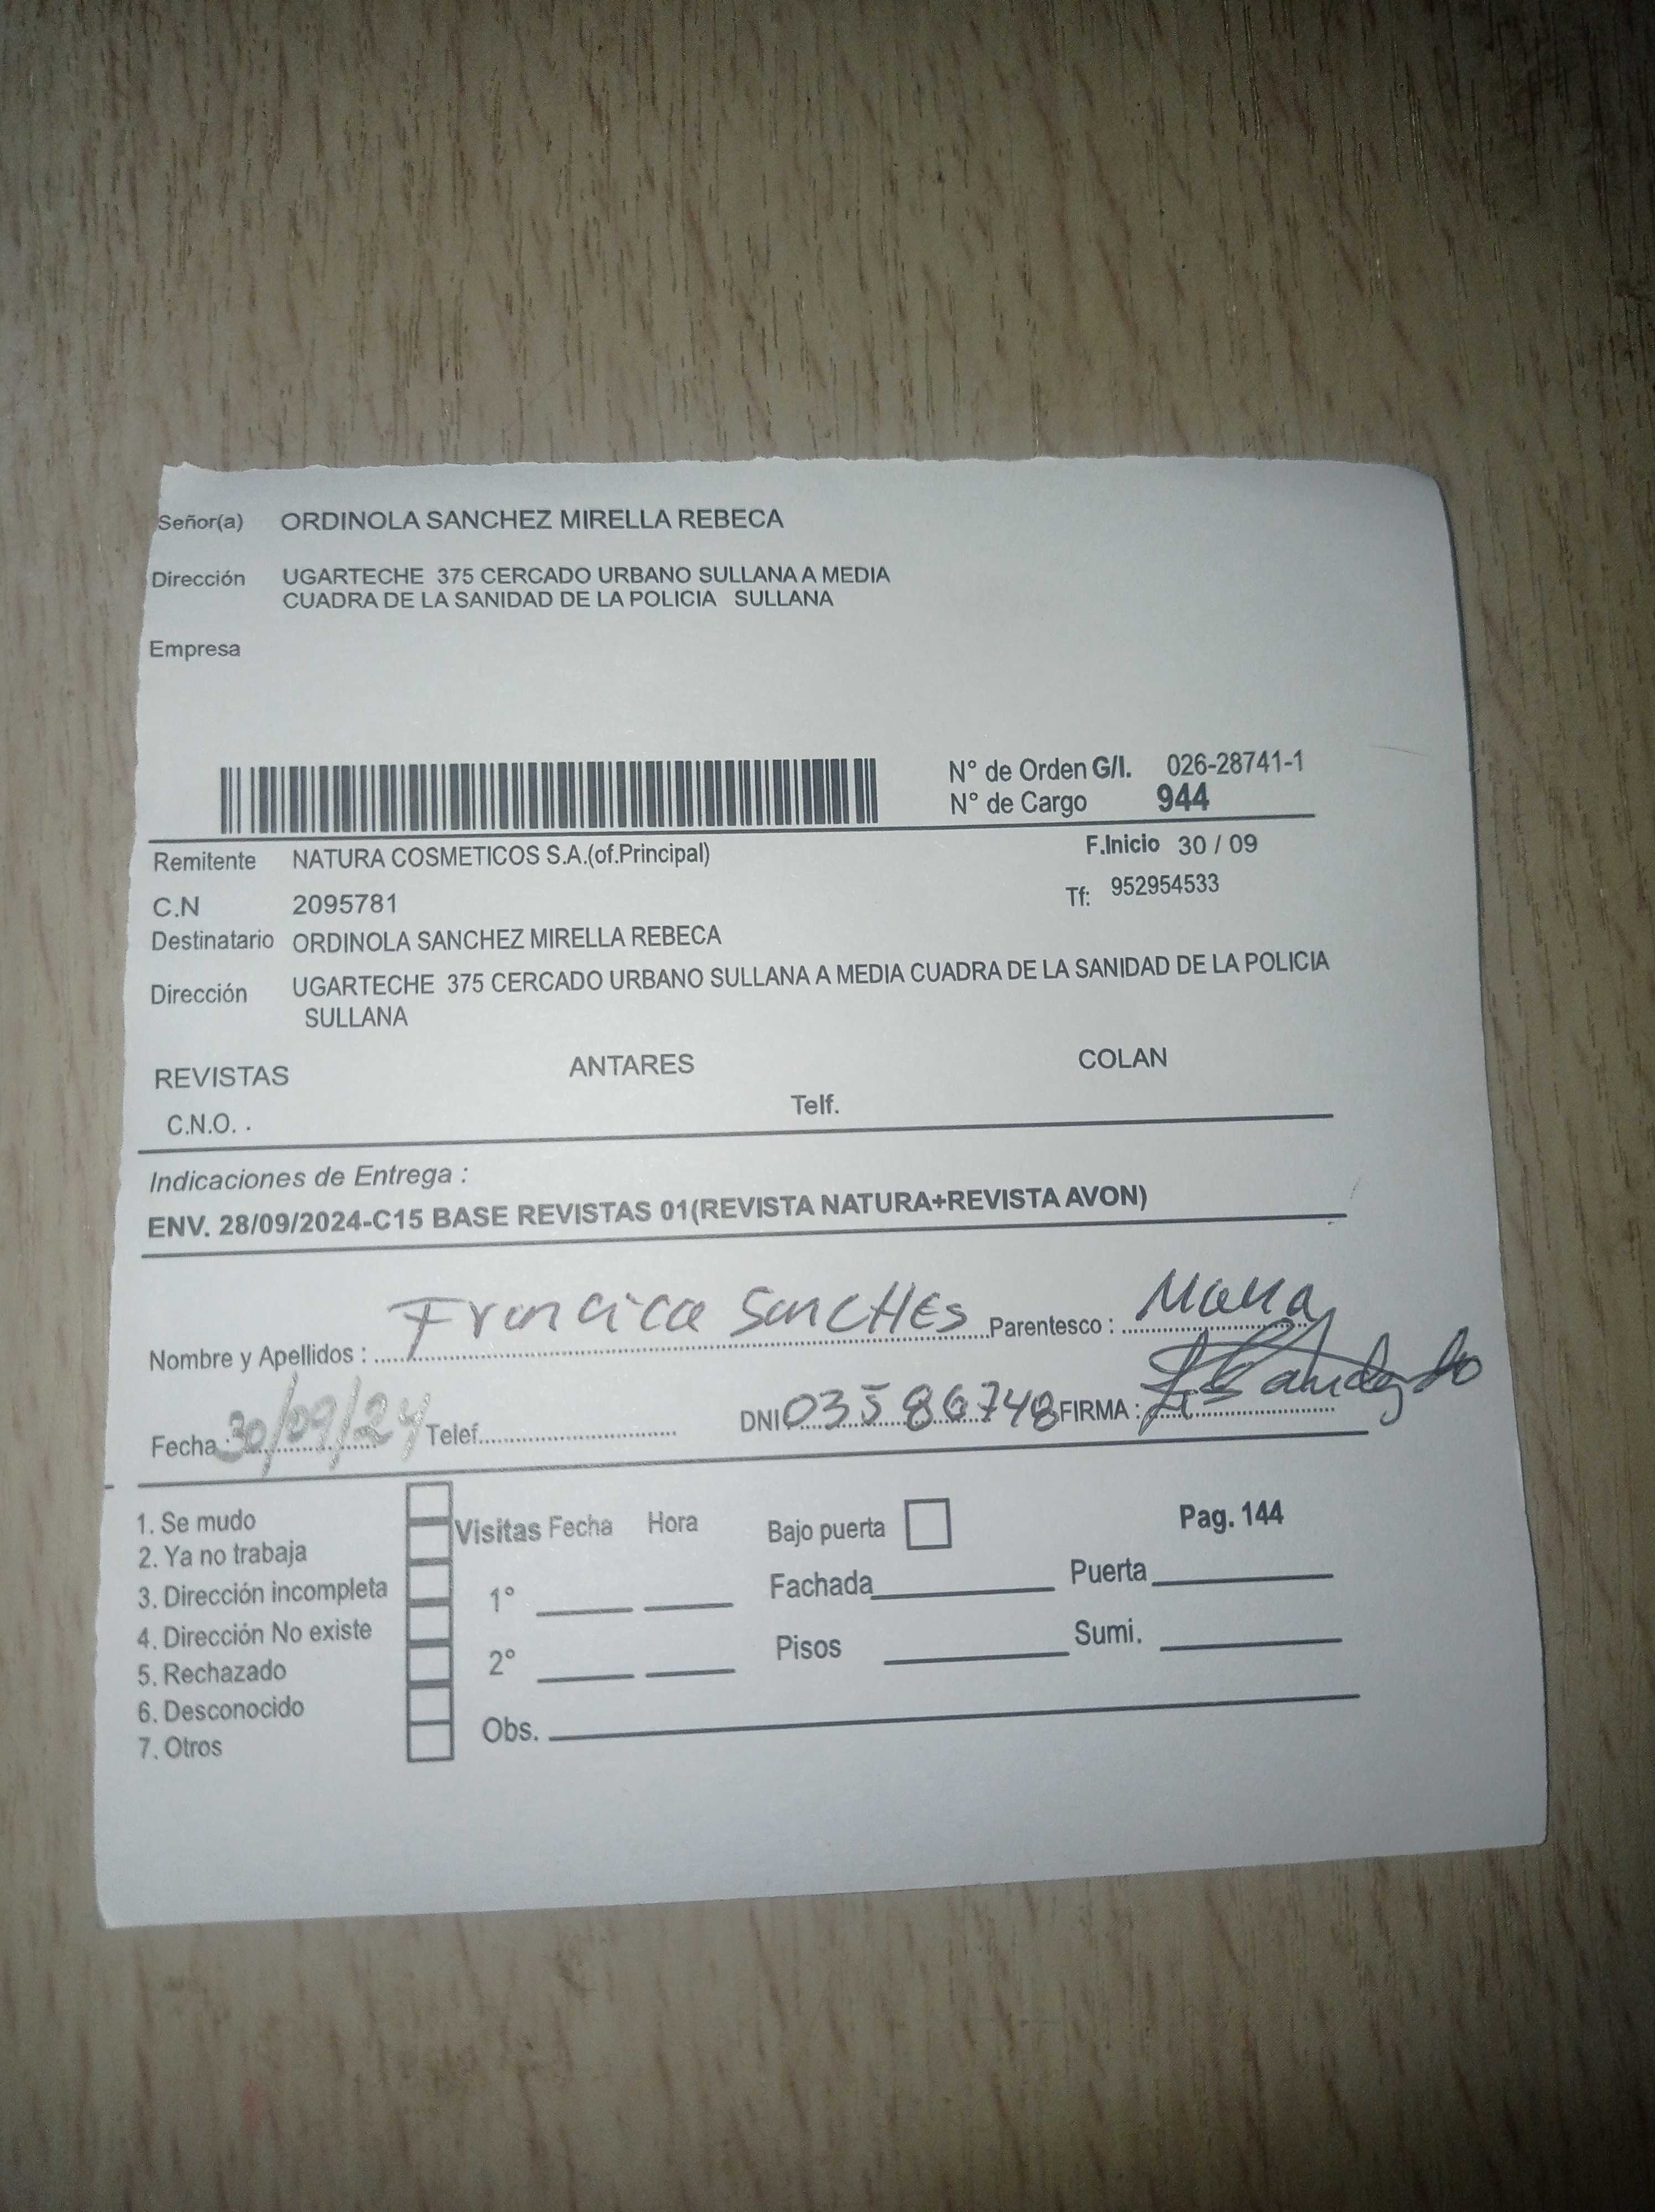 Señor(a) ORDINOLA SANCHEZ MIRELLA REBECA
Dirección UGARTECHE 375 CERCADO URBANO SULLANA A MEDIA
CUADRA DE LA SANIDAD DE LA POLICIA SULLANA
Empresa
N° de Orden G/I. 026-28741-1
N° de Cargo 944
Remitente NATURA COSMETICOS S.A.(of.Principal) F.Inicio 30 / 09
C.N 2095781 Tf: 952954533
Destinatario ORDINOLA SANCHEZ MIRELLA REBECA
Dirección UGARTECHE 375 CERCADO URBANO SULLANA A MEDIA CUADRA DE LA SANIDAD DE LA POLICIA
SULLANA
REVISTAS ANTARES COLAN
C.N.O. . Telf.
Indicaciones de Entrega :
ENV. 28/09/2024-C15 BASE REVISTAS 01(REVISTA NATURA+REVISTA AVON)
Nombre y Apellidos : Francica SancHEs Parentesco :
Fecha 30/09/24 Telef. DNI 03586748 FIRMA :
1. Se mudo
2. Ya no trabaja
3. Dirección incompleta
4. Dirección No existe
5. Rechazado
6. Desconocido
7. Otros
Visitas Fecha Hora Bajo puerta Pag. 144
1° Fachada Puerta
2° Pisos Sumi.
Obs.